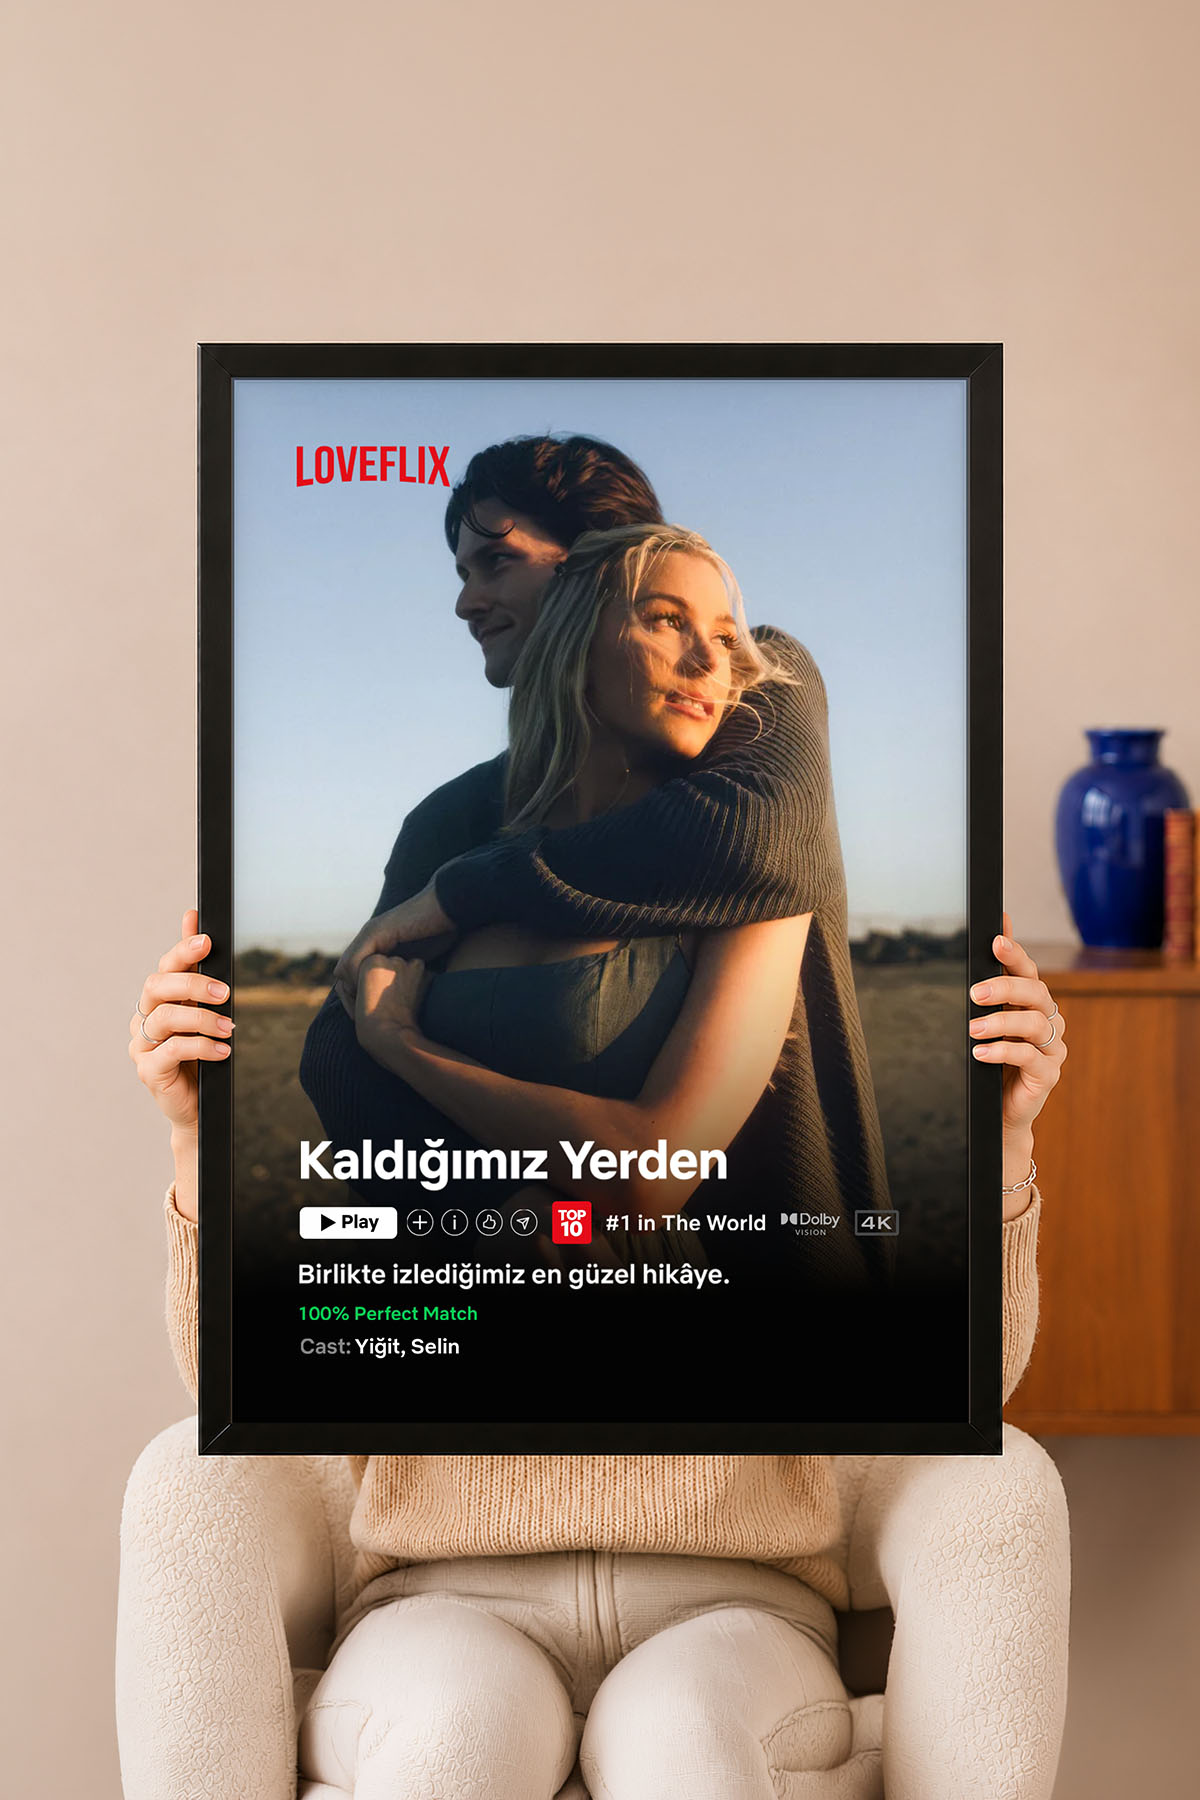 LOVEFLIX
Kaldığımız Yerden
Play TOP 10 #1 in The World Dolby VISION 4K
Birlikte izlediğimiz en güzel hikâye.
100% Perfect Match
Cast: Yiğit, Selin